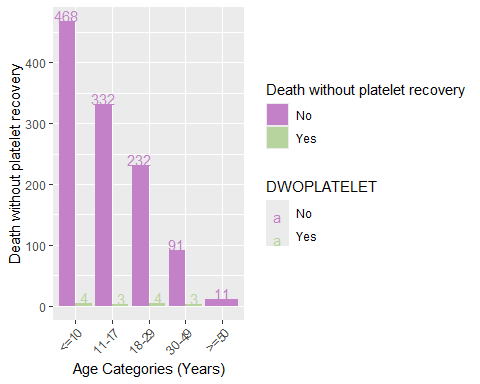 Death without platelet recovery
400
300
200
100
0
468
332
232
91
11
4
3
4
3
<=10
11-17
18-29
30-49
>=50
Age Categories (Years)
Death without platelet recovery
No
Yes
DWOPLATELET
a No
a Yes